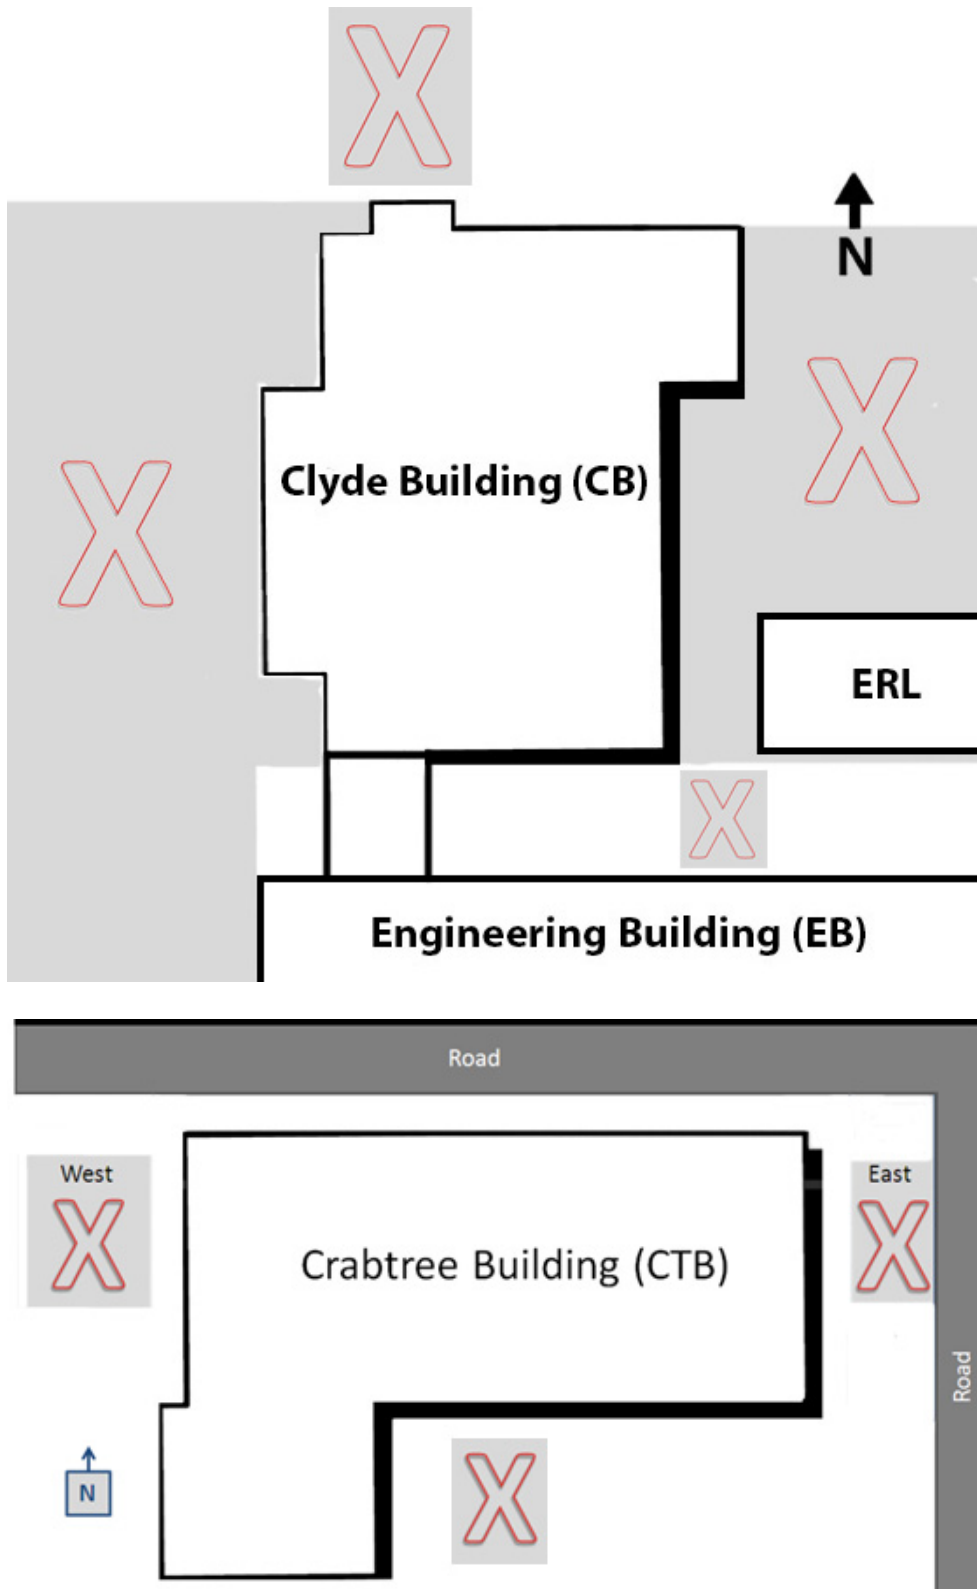 X
N
X
X
Clyde Building (CB)
ERL
X
Engineering Building (EB)
Road
West
X
East
X
Crabtree Building (CTB)
Road
N
X